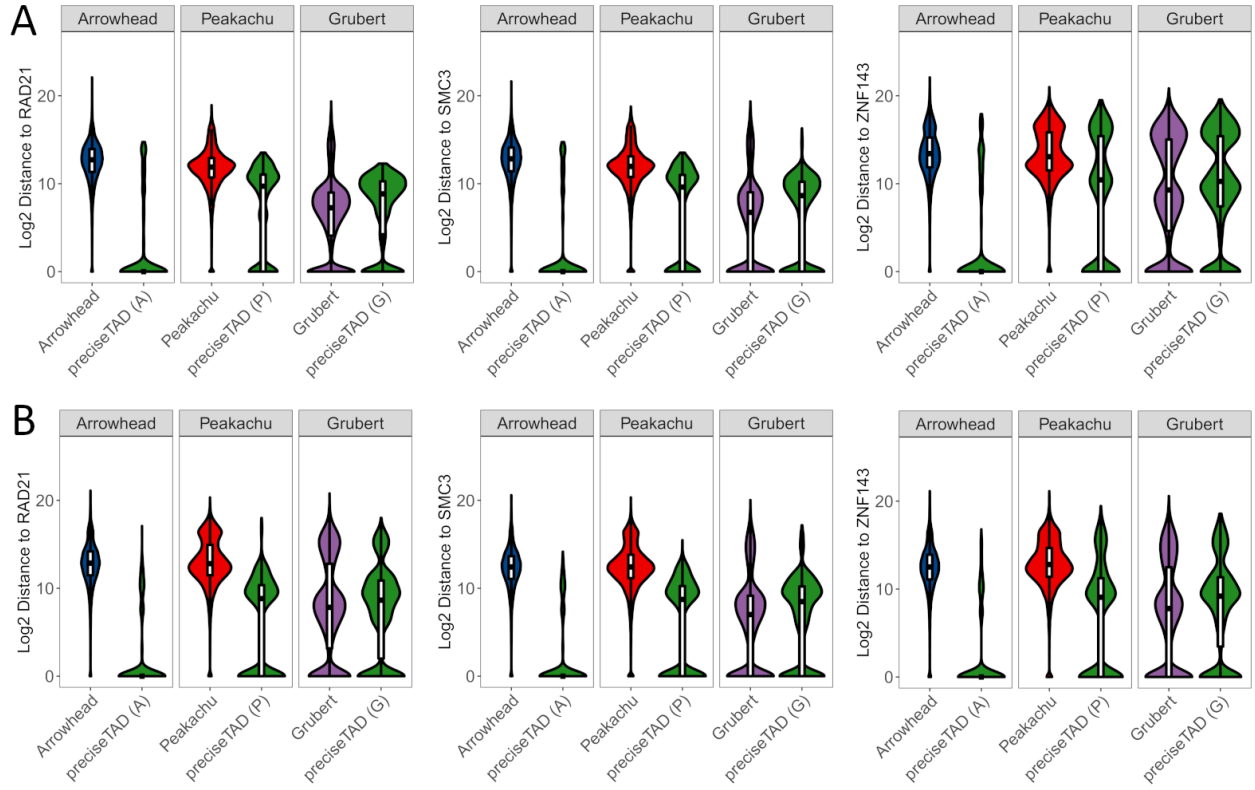 A
Arrowhead Peakachu Grubert
Log2 Distance to RAD21
20
10
0
Arrowhead preciseTAD (A) Peakachu preciseTAD (P) Grubert preciseTAD (G)
Arrowhead Peakachu Grubert
Log2 Distance to SMC3
20
10
0
Arrowhead preciseTAD (A) Peakachu preciseTAD (P) Grubert preciseTAD (G)
Arrowhead Peakachu Grubert
Log2 Distance to ZNF143
20
10
0
Arrowhead preciseTAD (A) Peakachu preciseTAD (P) Grubert preciseTAD (G)
B
Arrowhead Peakachu Grubert
Log2 Distance to RAD21
20
10
0
Arrowhead preciseTAD (A) Peakachu preciseTAD (P) Grubert preciseTAD (G)
Arrowhead Peakachu Grubert
Log2 Distance to SMC3
20
10
0
Arrowhead preciseTAD (A) Peakachu preciseTAD (P) Grubert preciseTAD (G)
Arrowhead Peakachu Grubert
Log2 Distance to ZNF143
20
10
0
Arrowhead preciseTAD (A) Peakachu preciseTAD (P) Grubert preciseTAD (G)